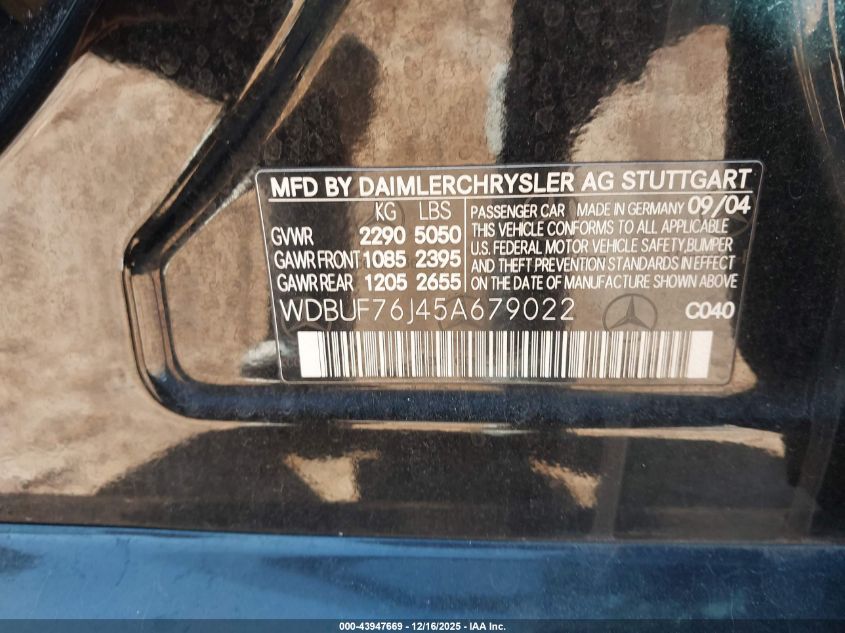 MFD BY DAIMLERCHRYSLER AG STUTTGART
KG LBS
GVWR 2290 5050
GAWR FRONT 1085 2395
GAWR REAR 1205 2655
PASSENGER CAR MADE IN GERMANY 09/04
THIS VEHICLE CONFORMS TO ALL APPLICABLE
U.S. FEDERAL MOTOR VEHICLE SAFETY,BUMPER
AND THEFT PREVENTION STANDARDS IN EFFECT
ON THE DATE OF MANUFACTURE SHOWN ABOVE
WDBUF76J45A679022 C040
000-43947669 - 12/16/2025 - IAA Inc.